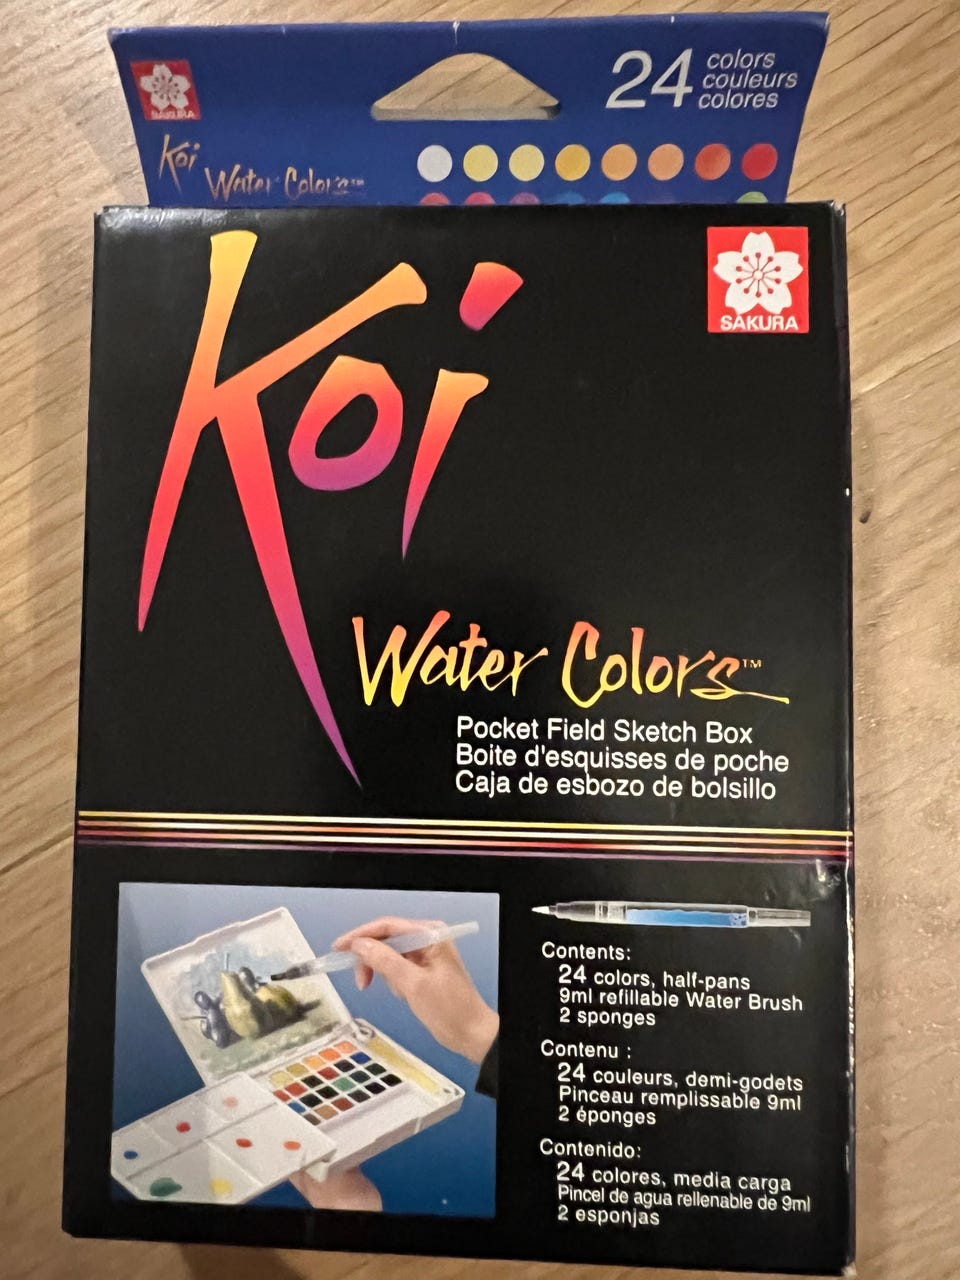 SAKURA
24 colors
couleurs
colores
Koi
Water Colors™
Koi
SAKURA
Water Colors™
Pocket Field Sketch Box
Boite d'esquisses de poche
Caja de esbozo de bolsillo
Contents:
24 colors, half-pans
9ml refillable Water Brush
2 sponges
Contenu :
24 couleurs, demi-godets
Pinceau remplissable 9ml
2 éponges
Contenido:
24 colores, media carga
Pincel de agua rellenable de 9ml
2 esponjas